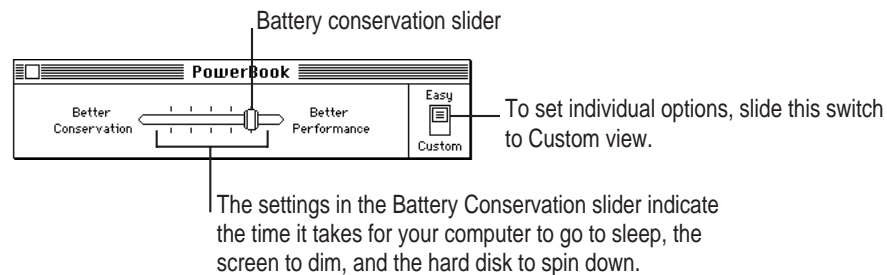 Battery conservation slider
PowerBook
Better
Conservation
Better
Performance
Easy
Custom
To set individual options, slide this switch
to Custom view.
The settings in the Battery Conservation slider indicate
the time it takes for your computer to go to sleep, the
screen to dim, and the hard disk to spin down.